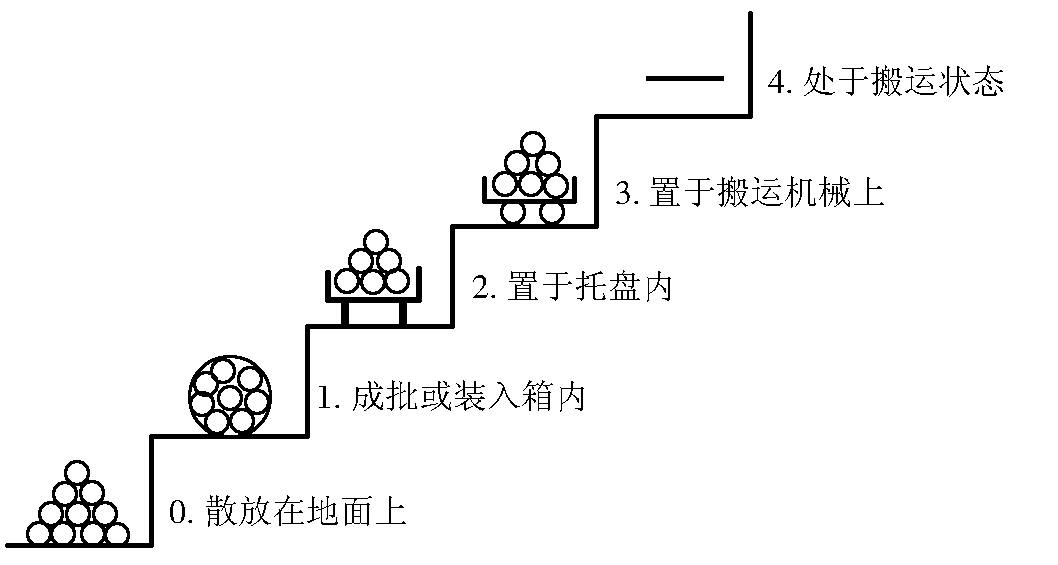 4. 处于搬运状态
3. 置于搬运机械上
2. 置于托盘内
1. 成批或装入箱内
0. 散放在地面上